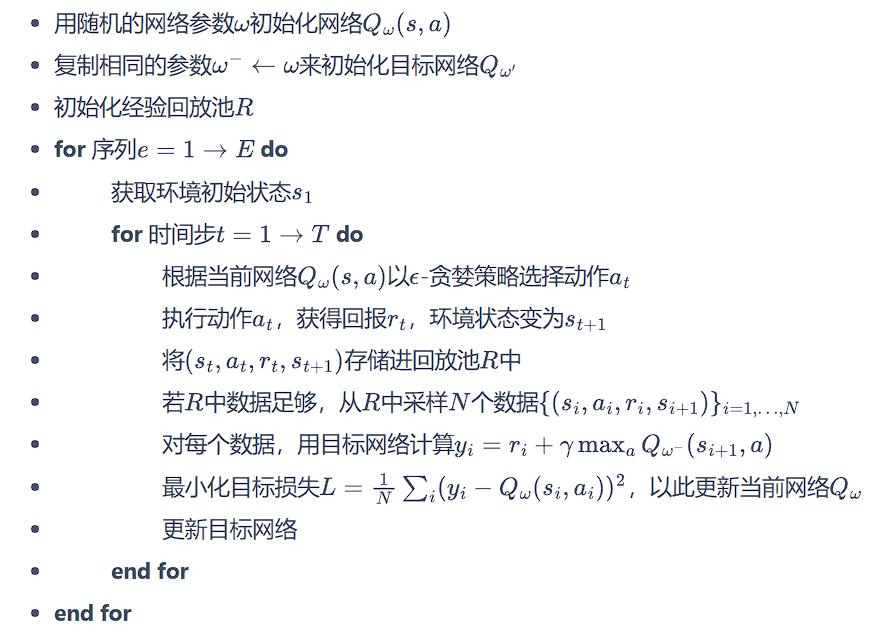 • 用随机的网络参数ω初始化网络Q_ω(s, a)
• 复制相同的参数ω⁻ ← ω来初始化目标网络Q_ω′
• 初始化经验回放池R
• for 序列e = 1 → E do
• 获取环境初始状态s₁
• for 时间步t = 1 → T do
• 根据当前网络Q_ω(s, a)以ϵ-贪婪策略选择动作a_t
• 执行动作a_t，获得回报r_t，环境状态变为s_{t+1}
• 将(s_t, a_t, r_t, s_{t+1})存储进回放池R中
• 若R中数据足够，从R中采样N个数据{(s_i, a_i, r_i, s_{i+1})}_{i=1,…,N}
• 对每个数据，用目标网络计算y_i = r_i + γ max_a Q_{ω⁻}(s_{i+1}, a)
• 最小化目标损失L = \frac{1}{N} ∑_i(y_i − Q_ω(s_i, a_i))²，以此更新当前网络Q_ω
• 更新目标网络
• end for
• end for